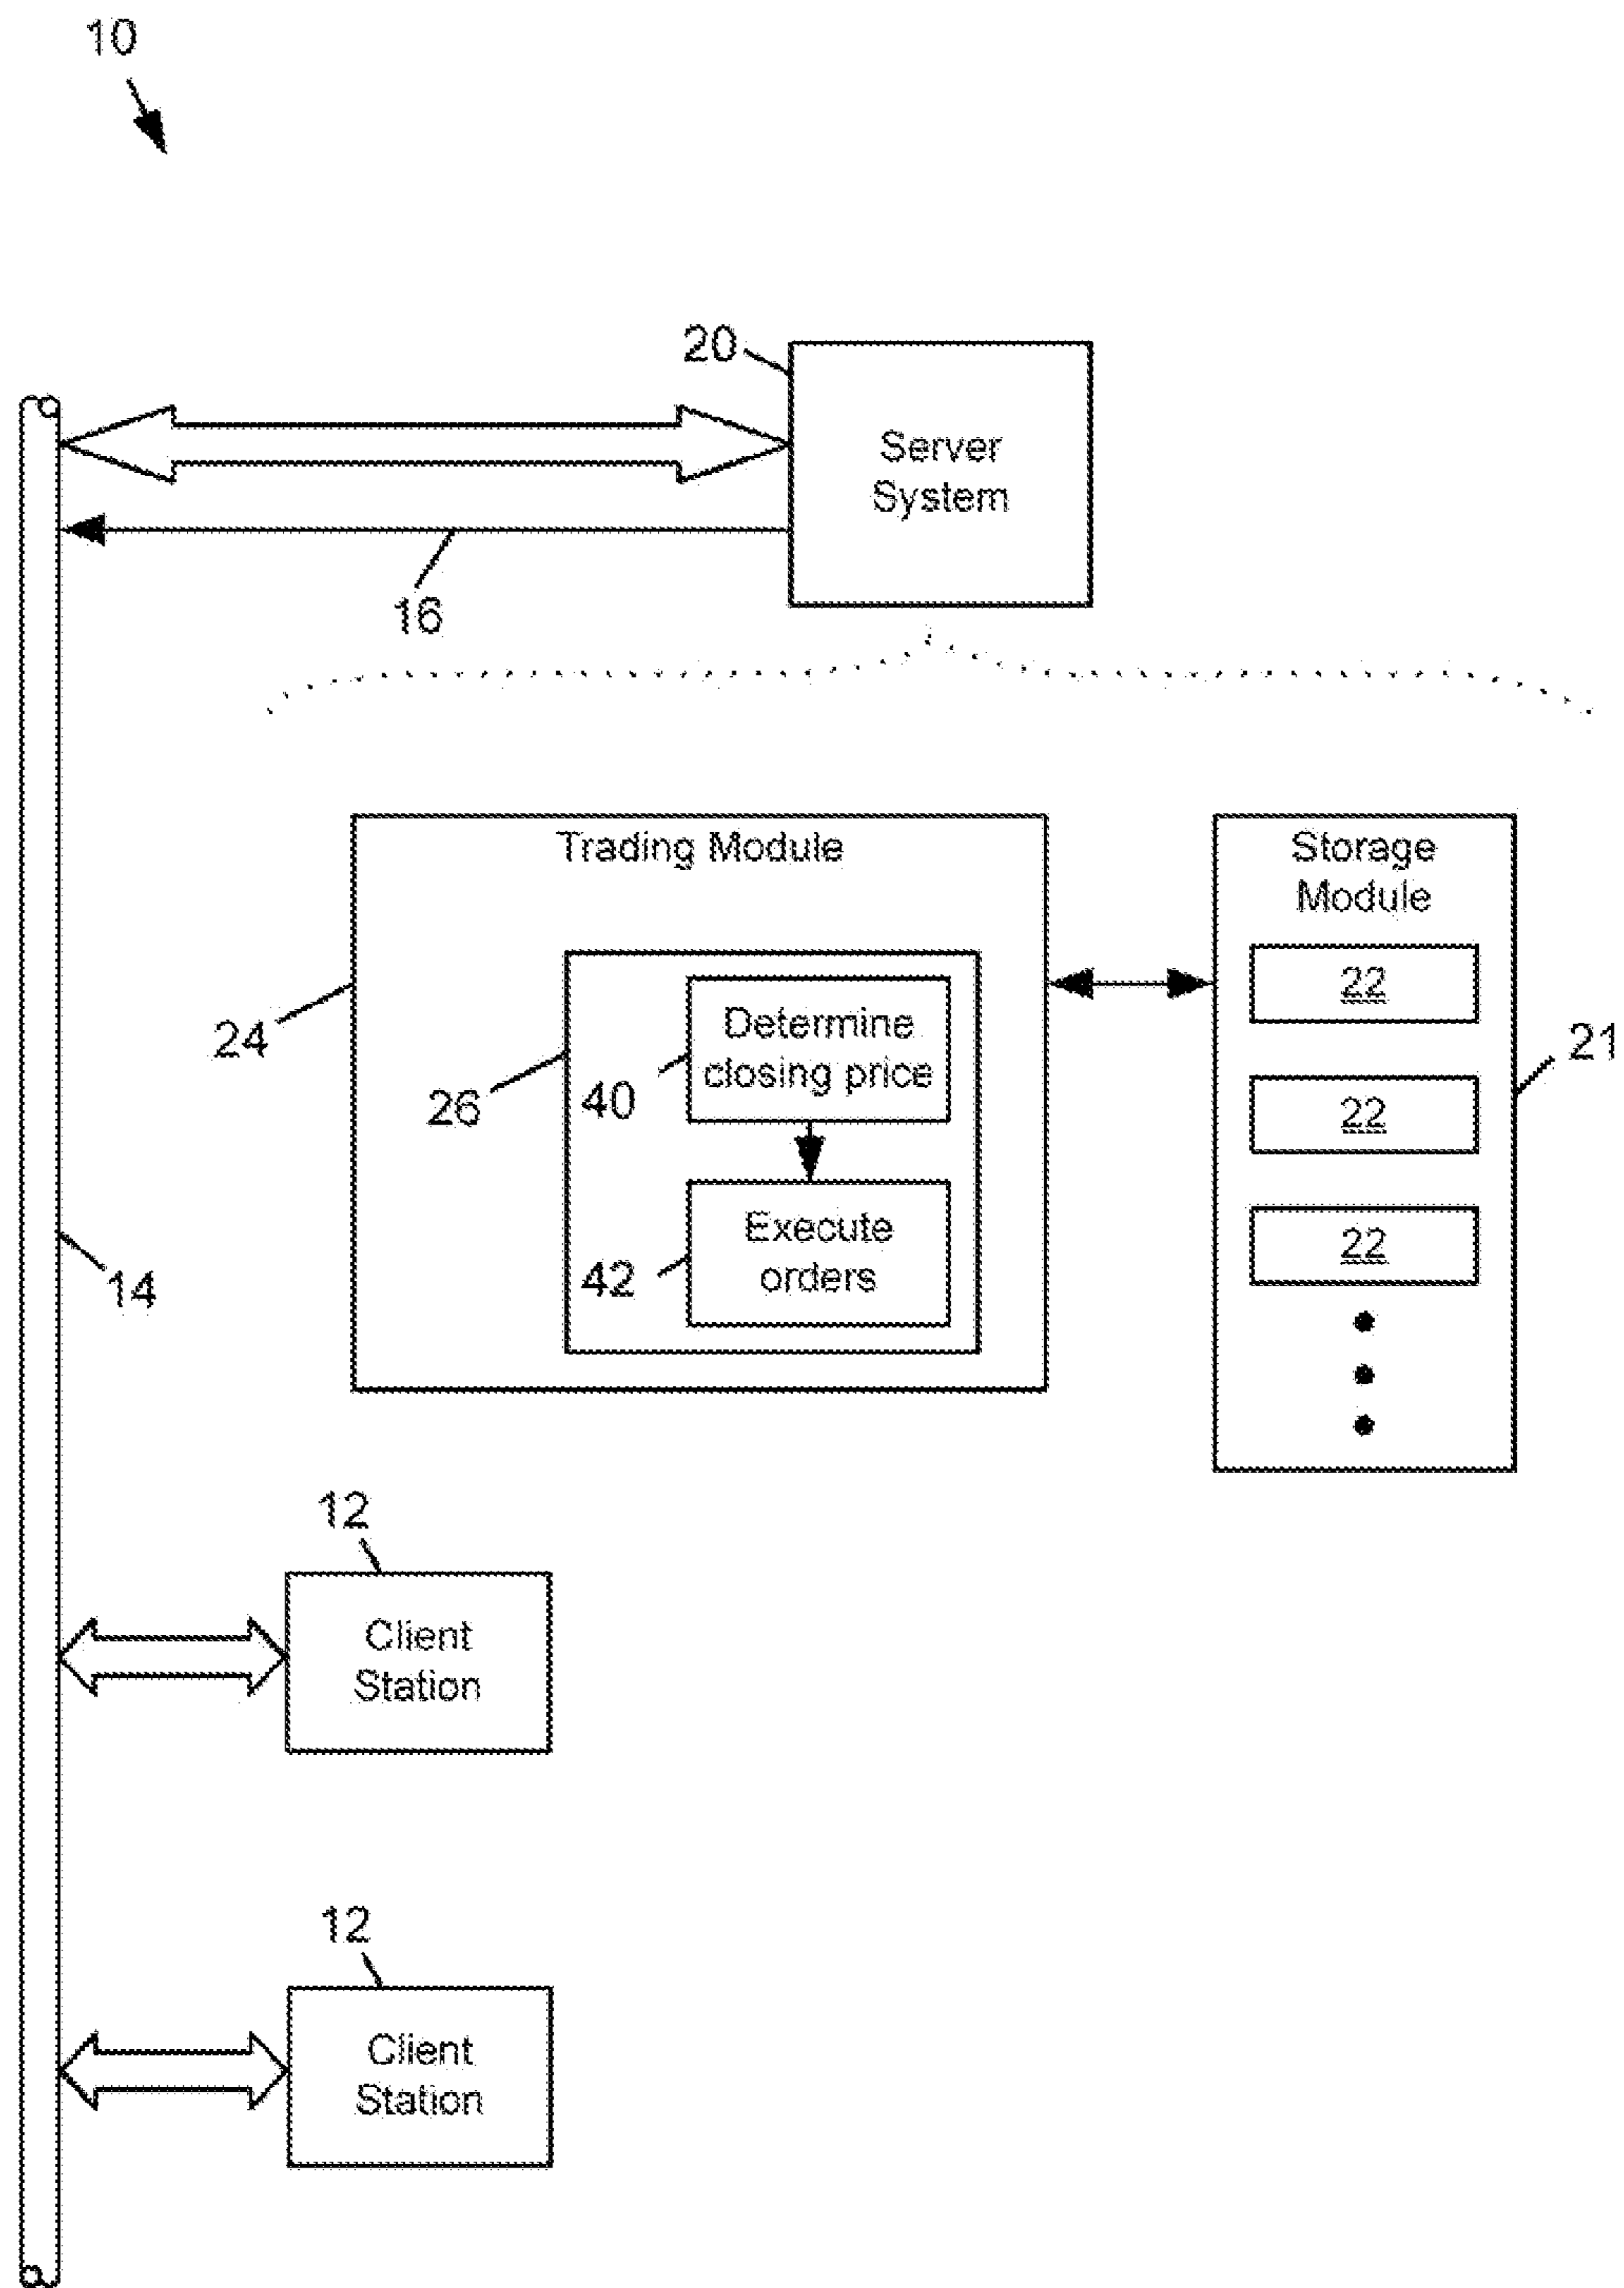 10
20
Server
System
16
Trading Module
Storage
Module
22
24
26
40
Determine
closing price
21
22
42
Execute
orders
22
14
12
Client
Station
12
Client
Station